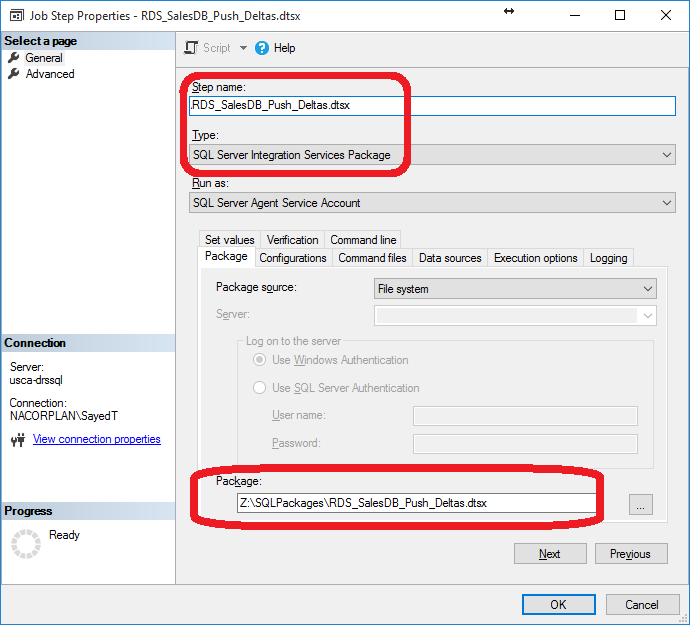 Job Step Properties - RDS_SalesDB_Push_Deltas.dtsx
Select a page
General
Advanced
Script
Help
Step name:
.RDS_SalesDB_Push_Deltas.dtsx
Type:
SQL Server Integration Services Package
Run as:
SQL Server Agent Service Account
Set values Verification Command line
Package Configurations Command files Data sources Execution options Logging
Package source: File system
Server:
Log on to the server
Use Windows Authentication
Use SQL Server Authentication
User name:
Password:
Package:
Z:\SQLPackages\RDS_SalesDB_Push_Deltas.dtsx
...
Connection
Server:
usca-drssql
Connection:
NACORPLAN\SayedT
View connection properties
Progress
Ready
Next Previous
OK Cancel